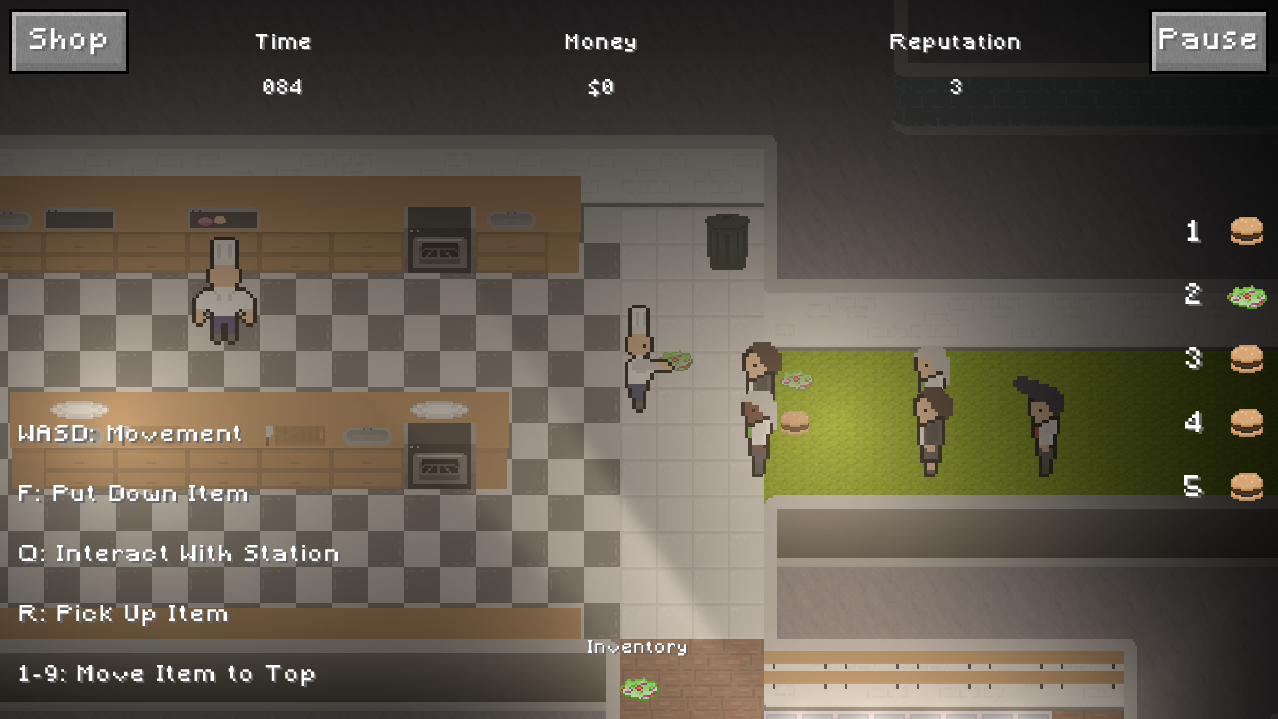 Shop
Time
Money
Reputation
Pause
084
$0
3
1
2
3
4
5
WASD: Movement
F: Put Down Item
Q: Interact With Station
R: Pick Up Item
Inventory
1-9: Move Item to Top